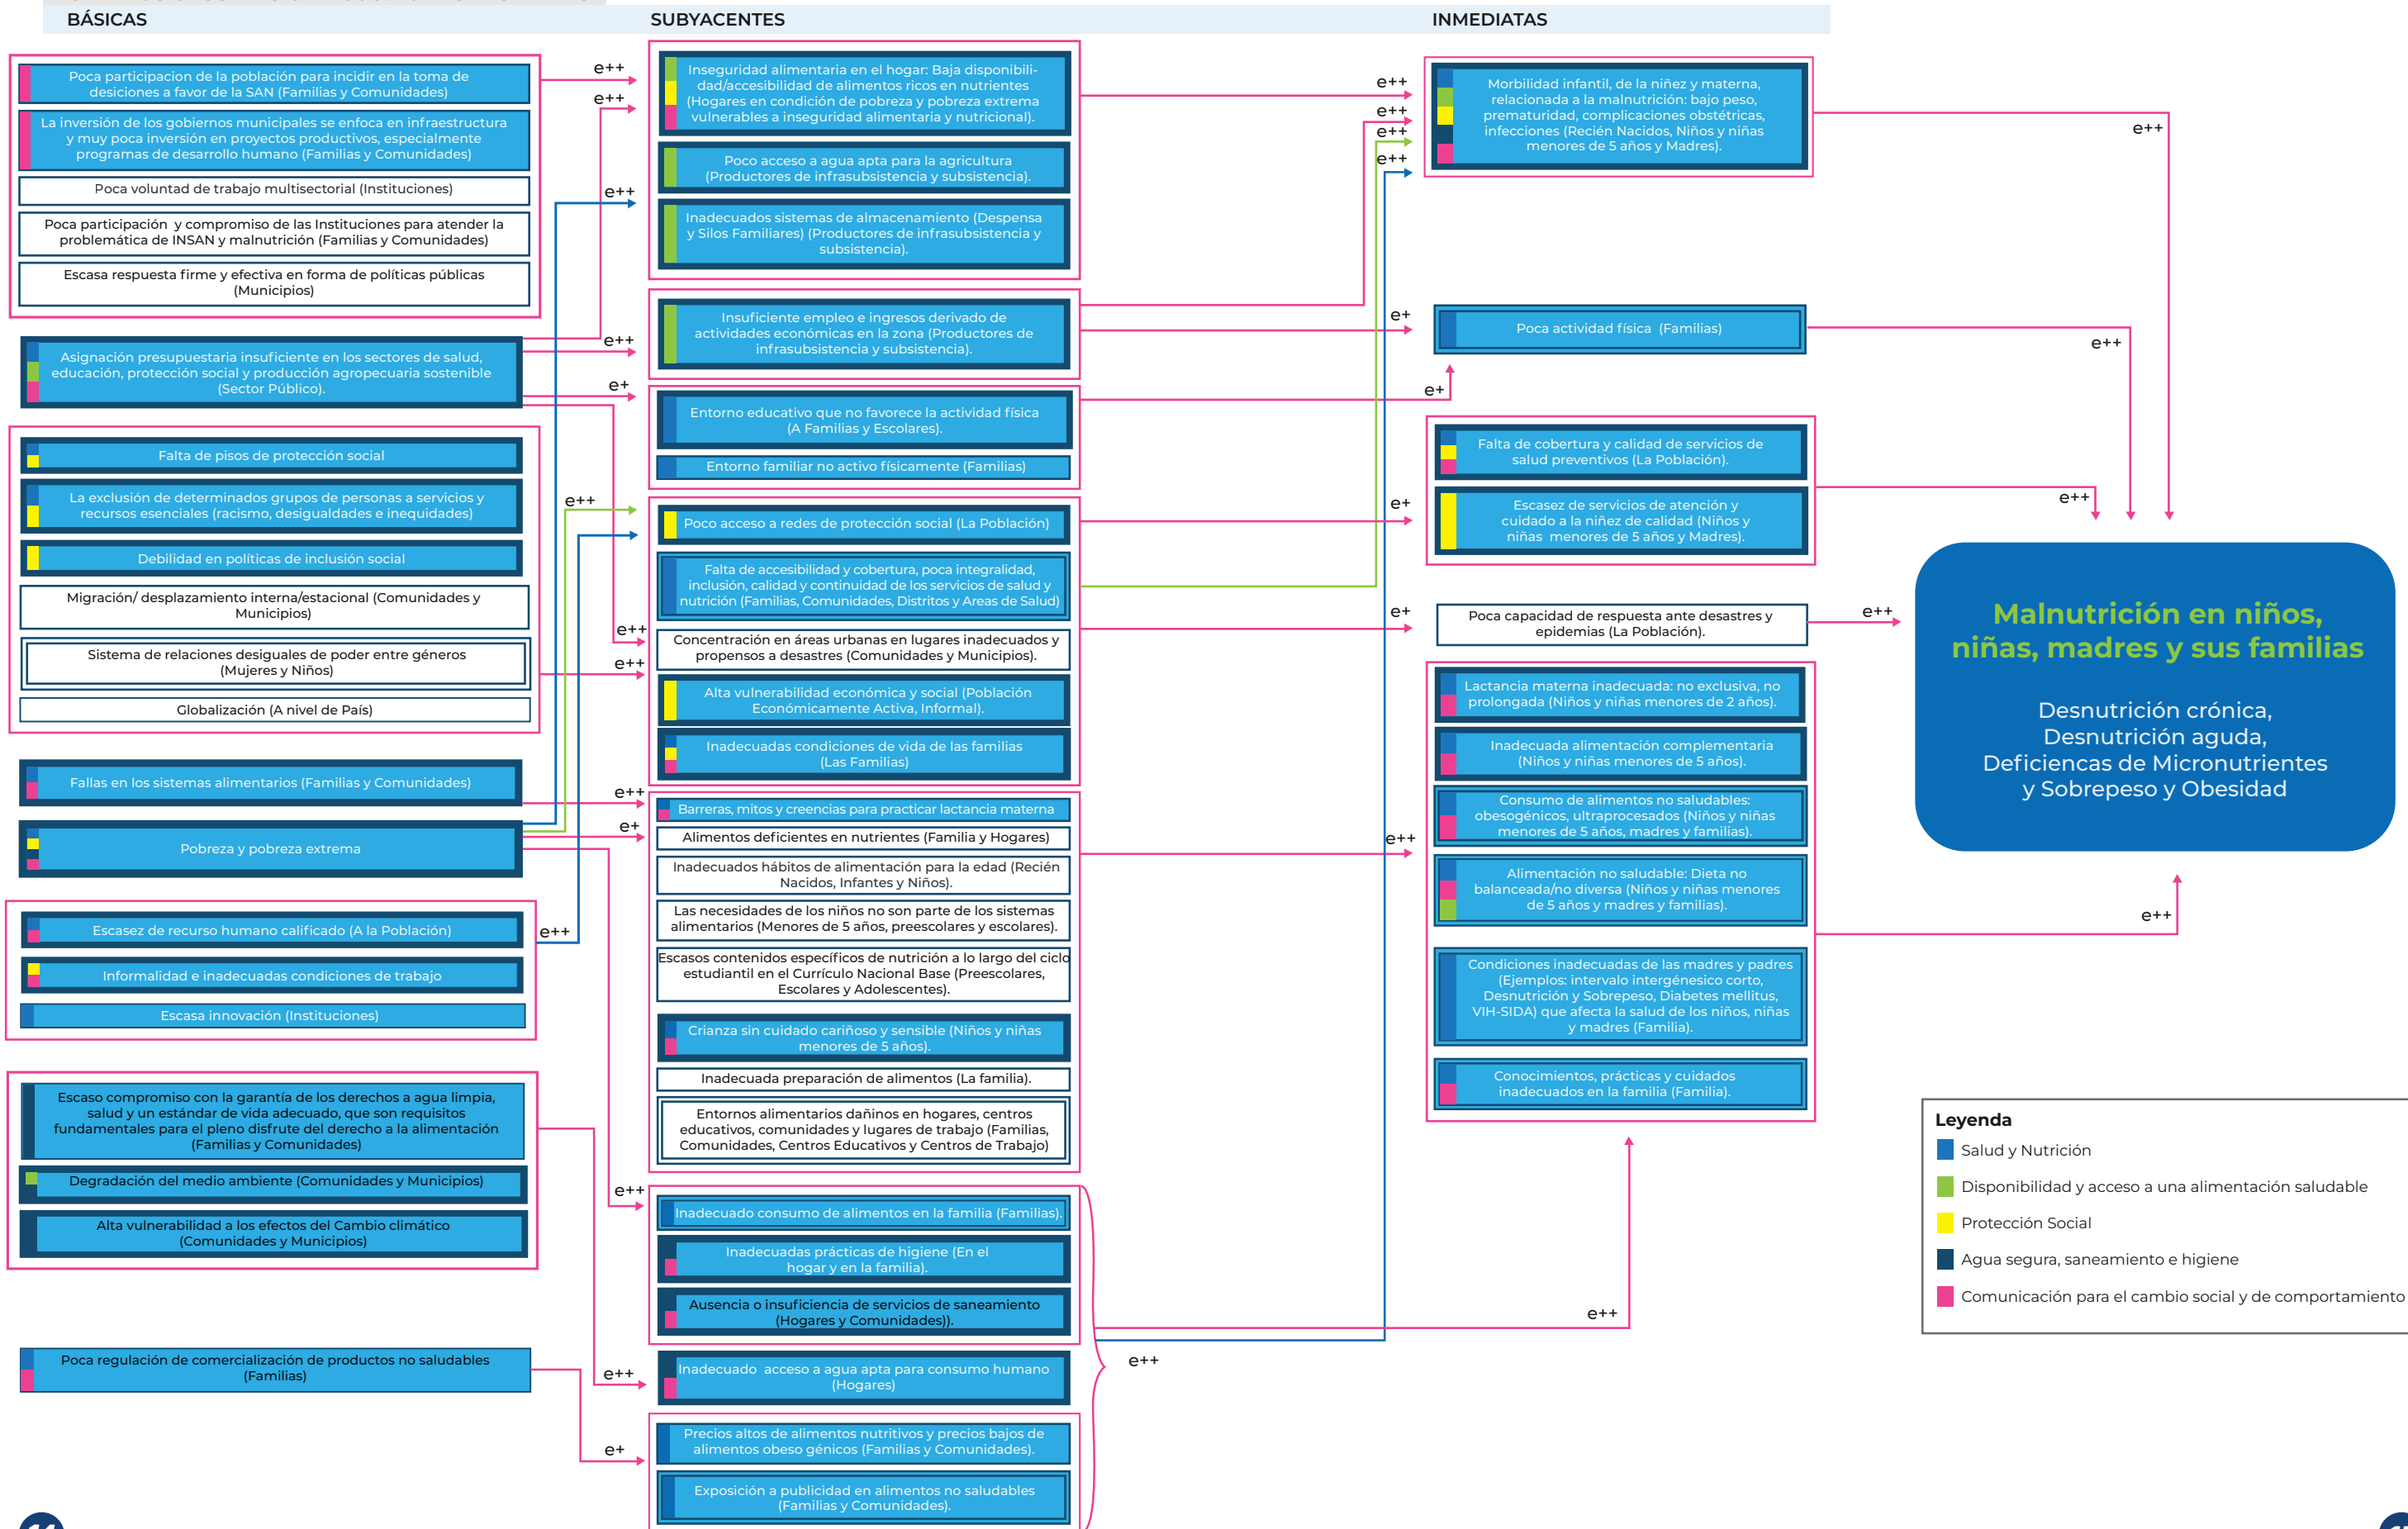 BÁSICAS
SUBYACENTES
INMEDIATAS
Poca participacion de la población para incidir en la toma de
desiciones a favor de la SAN (Familias y Comunidades)
La inversión de los gobiernos municipales se enfoca en infraestructura
y muy poca inversión en proyectos productivos, especialmente
programas de desarrollo humano (Familias y Comunidades)
Poca voluntad de trabajo multisectorial (Instituciones)
Poca participación y compromiso de las Instituciones para atender la
problemática de INSAN y malnutrición (Familias y Comunidades)
Escasa respuesta firme y efectiva en forma de políticas públicas
(Municipios)
Asignación presupuestaria insuficiente en los sectores de salud,
educación, protección social y producción agropecuaria sostenible
(Sector Público).
Falta de pisos de protección social
La exclusión de determinados grupos de personas a servicios y
recursos esenciales (racismo, desigualdades e inequidades)
Debilidad en políticas de inclusión social
Migración/ desplazamiento interna/estacional (Comunidades y
Municipios)
Sistema de relaciones desiguales de poder entre géneros
(Mujeres y Niños)
Globalización (A nivel de País)
Fallas en los sistemas alimentarios (Familias y Comunidades)
Pobreza y pobreza extrema
Escasez de recurso humano calificado (A la Población)
Informalidad e inadecuadas condiciones de trabajo
Escasa innovación (Instituciones)
Escaso compromiso con la garantía de los derechos a agua limpia,
salud y un estándar de vida adecuado, que son requisitos
fundamentales para el pleno disfrute del derecho a la alimentación
(Familias y Comunidades)
Degradación del medio ambiente (Comunidades y Municipios)
Alta vulnerabilidad a los efectos del Cambio climático
(Comunidades y Municipios)
Poca regulación de comercialización de productos no saludables
(Familias)
e++
e++
e++
e++
e+
e++
e++
e++
e++
e+
e++
e++
e++
e+
Inseguridad alimentaria en el hogar: Baja disponibili-
dad/accesibilidad de alimentos ricos en nutrientes
(Hogares en condición de pobreza y pobreza extrema
vulnerables a inseguridad alimentaria y nutricional).
Poco acceso a agua apta para la agricultura
(Productores de infrasubsistencia y subsistencia).
Inadecuados sistemas de almacenamiento (Despensa
y Silos Familiares) (Productores de infrasubsistencia y
subsistencia).
Insuficiente empleo e ingresos derivado de
actividades económicas en la zona (Productores de
infrasubsistencia y subsistencia).
Entorno educativo que no favorece la actividad física
(A Familias y Escolares).
Entorno familiar no activo físicamente (Familias)
Poco acceso a redes de protección social (La Población)
Falta de accesibilidad y cobertura, poca integralidad,
inclusión, calidad y continuidad de los servicios de salud y
nutrición (Familias, Comunidades, Distritos y Areas de Salud)
Concentración en áreas urbanas en lugares inadecuados y
propensos a desastres (Comunidades y Municipios).
Alta vulnerabilidad económica y social (Población
Económicamente Activa, Informal).
Inadecuadas condiciones de vida de las familias
(Las Familias)
Barreras, mitos y creencias para practicar lactancia materna
Alimentos deficientes en nutrientes (Familia y Hogares)
Inadecuados hábitos de alimentación para la edad (Recién
Nacidos, Infantes y Niños).
Las necesidades de los niños no son parte de los sistemas
alimentarios (Menores de 5 años, preescolares y escolares).
Escasos contenidos específicos de nutrición a lo largo del ciclo
estudiantil en el Currículo Nacional Base (Preescolares,
Escolares y Adolescentes).
Crianza sin cuidado cariñoso y sensible (Niños y niñas
menores de 5 años).
Inadecuada preparación de alimentos (La familia).
Entornos alimentarios dañinos en hogares, centros
educativos, comunidades y lugares de trabajo (Familias,
Comunidades, Centros Educativos y Centros de Trabajo)
Inadecuado consumo de alimentos en la familia (Familias).
Inadecuadas prácticas de higiene (En el
hogar y en la familia).
Ausencia o insuficiencia de servicios de saneamiento
(Hogares y Comunidades)).
Inadecuado acceso a agua apta para consumo humano
(Hogares)
Precios altos de alimentos nutritivos y precios bajos de
alimentos obeso génicos (Familias y Comunidades).
Exposición a publicidad en alimentos no saludables
(Familias y Comunidades).
e++
e++
e++
e++
e+
e+
e+
e+
e++
e++
e++
Morbilidad infantil, de la niñez y materna,
relacionada a la malnutrición: bajo peso,
prematuridad, complicaciones obstétricas,
infecciones (Recién Nacidos, Niños y niñas
menores de 5 años y Madres).
Poca actividad física (Familias)
Falta de cobertura y calidad de servicios de
salud preventivos (La Población).
Escasez de servicios de atención y
cuidado a la niñez de calidad (Niños y
niñas menores de 5 años y Madres).
Poca capacidad de respuesta ante desastres y
epidemias (La Población).
Lactancia materna inadecuada: no exclusiva, no
prolongada (Niños y niñas menores de 2 años).
Inadecuada alimentación complementaria
(Niños y niñas menores de 5 años).
Consumo de alimentos no saludables:
obesogénicos, ultraprocesados (Niños y niñas
menores de 5 años, madres y familias).
Alimentación no saludable: Dieta no
balanceada/no diversa (Niños y niñas menores
de 5 años y madres y familias).
Condiciones inadecuadas de las madres y padres
(Ejemplos: intervalo intergénesico corto,
Desnutrición y Sobrepeso, Diabetes mellitus,
VIH-SIDA) que afecta la salud de los niños, niñas
y madres (Familia).
Conocimientos, prácticas y cuidados
inadecuados en la familia (Familia).
e++
e++
e++
e++
e++
Malnutrición en niños,
niñas, madres y sus familias
Desnutrición crónica,
Desnutrición aguda,
Deficiencas de Micronutrientes
y Sobrepeso y Obesidad
Leyenda
Salud y Nutrición
Disponibilidad y acceso a una alimentación saludable
Protección Social
Agua segura, saneamiento e higiene
Comunicación para el cambio social y de comportamiento